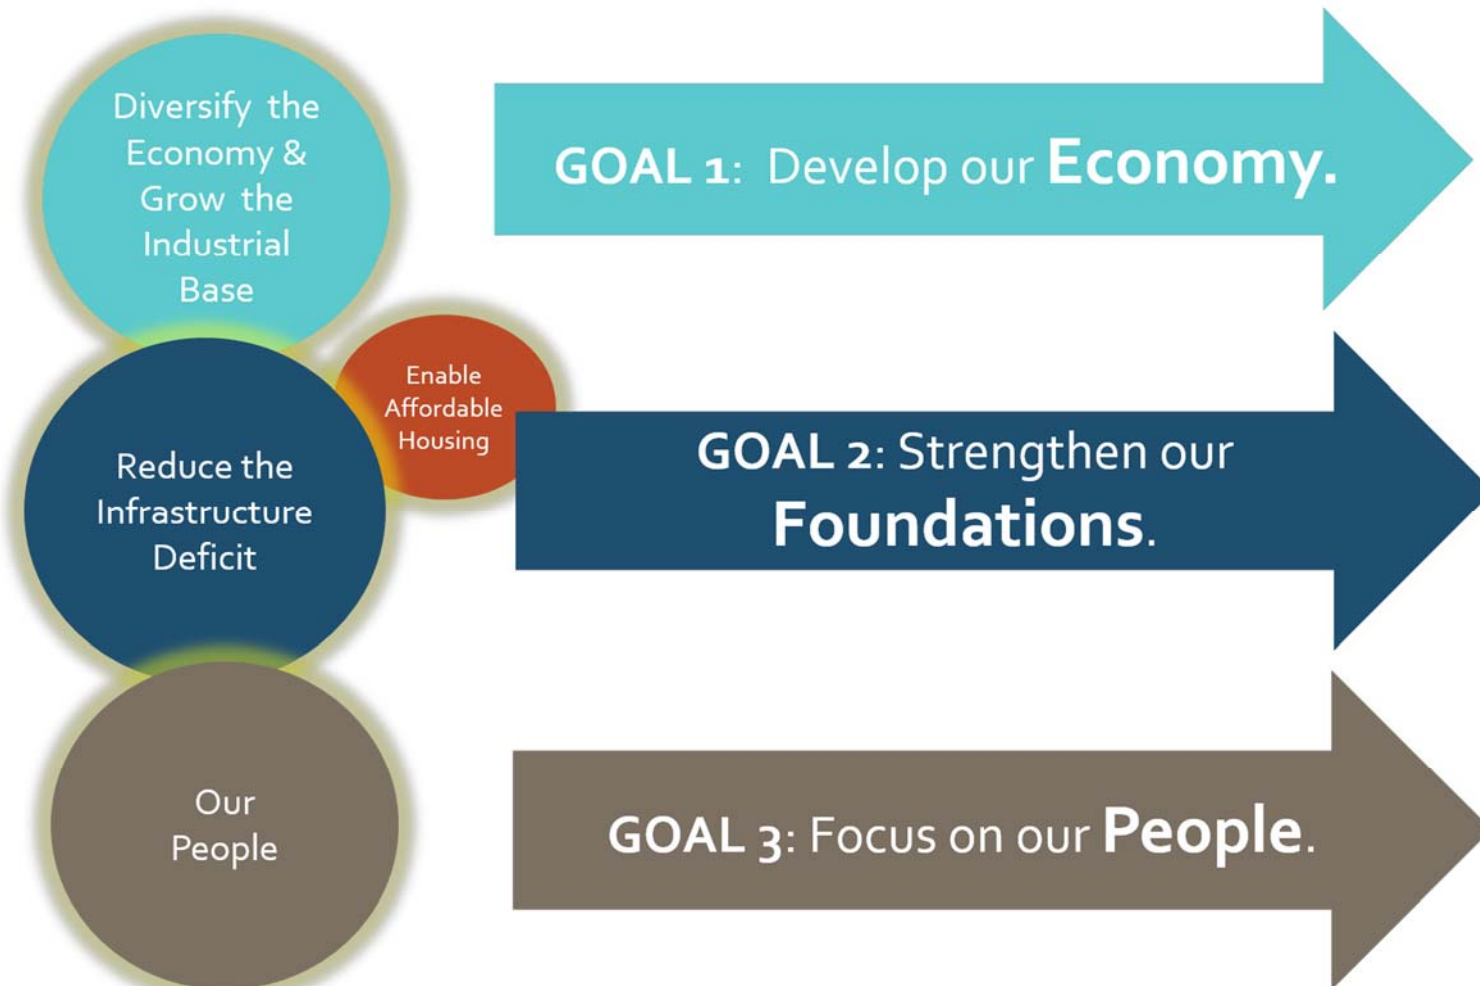 Diversify the
Economy &
Grow the
Industrial
Base
GOAL 1: Develop our Economy.
Enable
Affordable
Housing
Reduce the
Infrastructure
Deficit
GOAL 2: Strengthen our
Foundations.
Our
People
GOAL 3: Focus on our People.